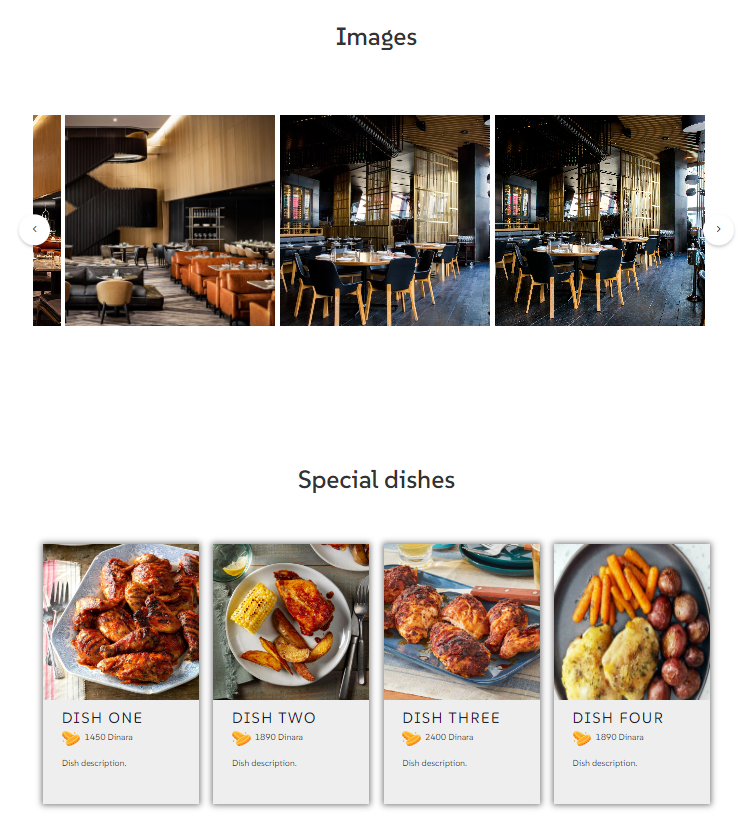 Images
Special dishes
DISH ONE
1450 Dinara
Dish description.
DISH TWO
1890 Dinara
Dish description.
DISH THREE
2400 Dinara
Dish description.
DISH FOUR
1890 Dinara
Dish description.